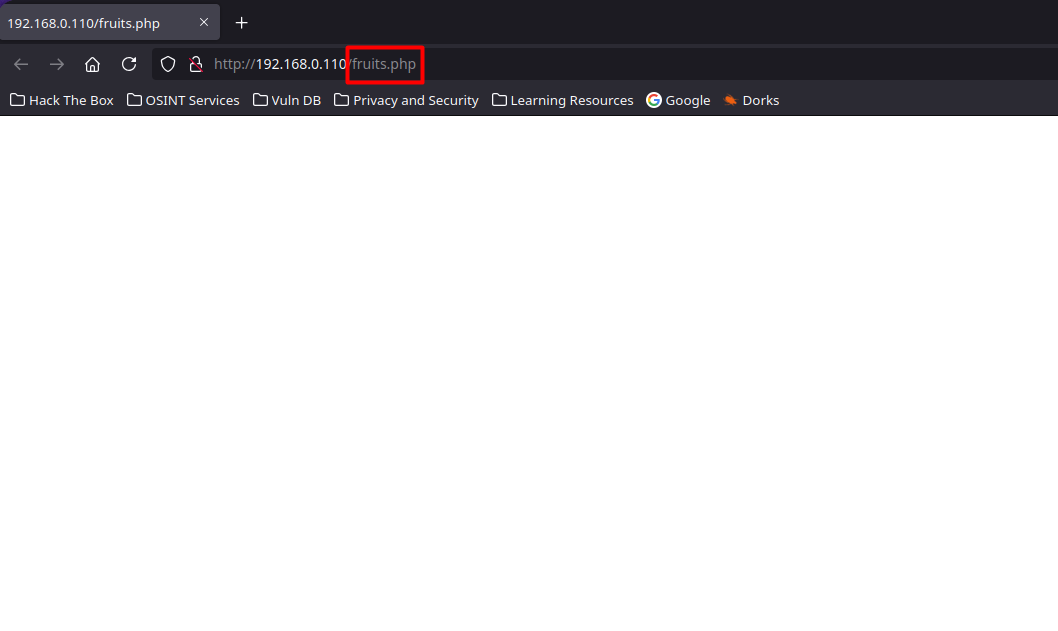 192.168.0.110/fruits.php
http://192.168.0.110/fruits.php
Hack The Box OSINT Services Vuln DB Privacy and Security Learning Resources Google Dorks